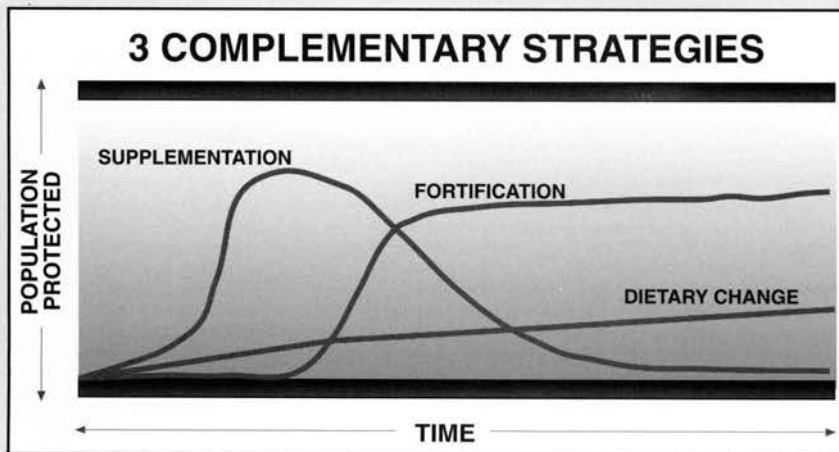 3 COMPLEMENTARY STRATEGIES
SUPPLEMENTATION
FORTIFICATION
DIETARY CHANGE
POPULATION
PROTECTED
TIME